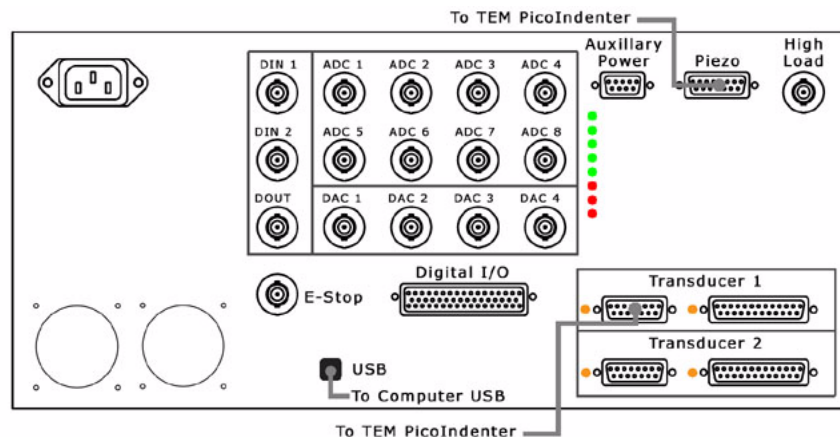 To TEM PicoIndenter
Auxillary Power
Piezo
High Load
DIN 1
ADC 1
ADC 2
ADC 3
ADC 4
DIN 2
ADC 5
ADC 6
ADC 7
ADC 8
DOUT
DAC 1
DAC 2
DAC 3
DAC 4
E-Stop
Digital I/O
Transducer 1
Transducer 2
USB
To Computer USB
To TEM PicoIndenter